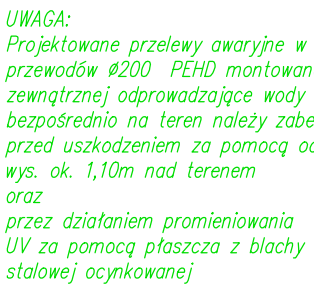 UWAGA:
Projektowane przelewy awaryjne w
przewodów Ø200 PEHD montowan
zewnątrznej odprowadzające wody
bezpośrednio na teren należy zabe
przed uszkodzeniem za pomocą oc
wys. ok. 1,10m nad terenem
oraz
przez działaniem promieniowania
UV za pomocą płaszcza z blachy
stalowej ocynkowanej